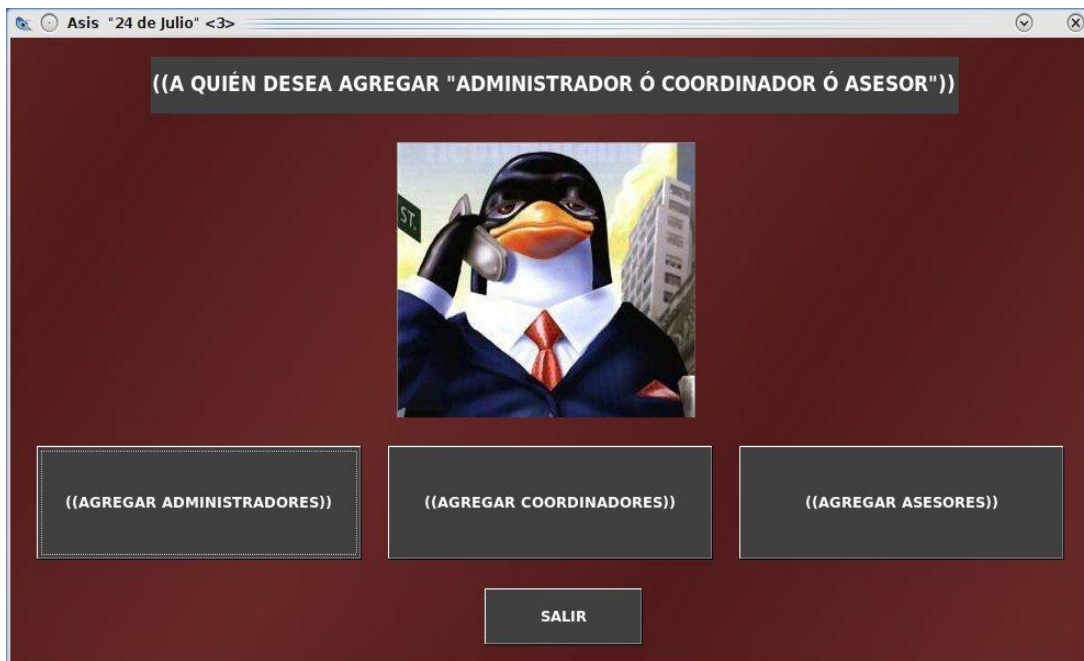 Asis "24 de Julio" <3>
((A QUIÉN DESEA AGREGAR "ADMINISTRADOR Ó COORDINADOR Ó ASESOR"))
ST.
((AGREGAR ADMINISTRADORES))
((AGREGAR COORDINADORES))
((AGREGAR ASESORES))
SALIR